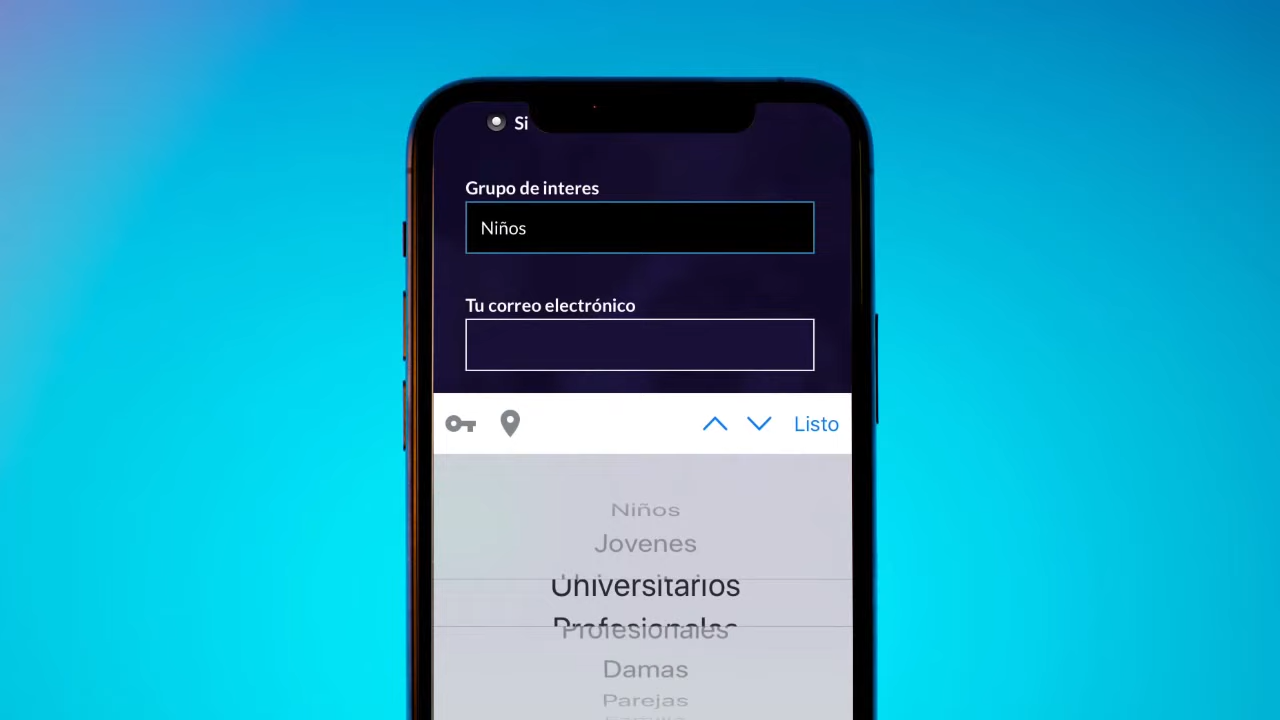 Si
Grupo de interes
Niños
Tu correo electrónico
Listo
Niños
Jovenes
Universitarios
Profesionales
Damas
Parejas